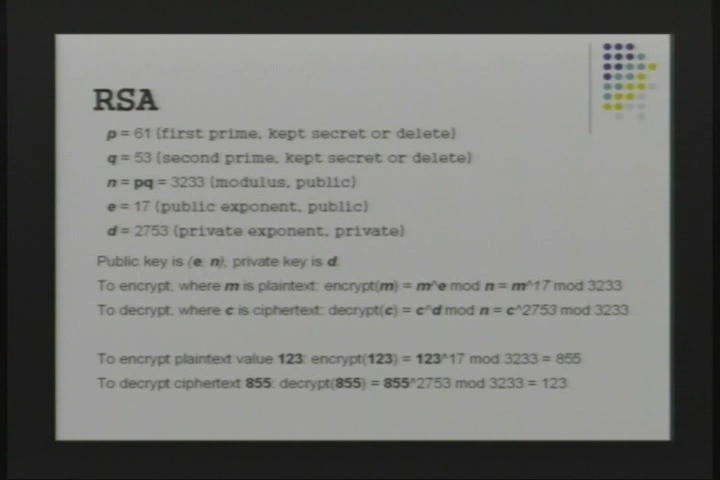 RSA
p = 61 (first prime, kept secret or delete)
q = 53 (second prime, kept secret or delete)
n = pq = 3233 (modulus, public)
e = 17 (public exponent, public)
d = 2753 (private exponent, private)
Public key is (e, n), private key is d.
To encrypt, where m is plaintext: encrypt(m) = m^e mod n = m^17 mod 3233
To decrypt, where c is ciphertext: decrypt(c) = c^d mod n = c^2753 mod 3233
To encrypt plaintext value 123: encrypt(123) = 123^17 mod 3233 = 855
To decrypt ciphertext 855: decrypt(855) = 855^2753 mod 3233 = 123